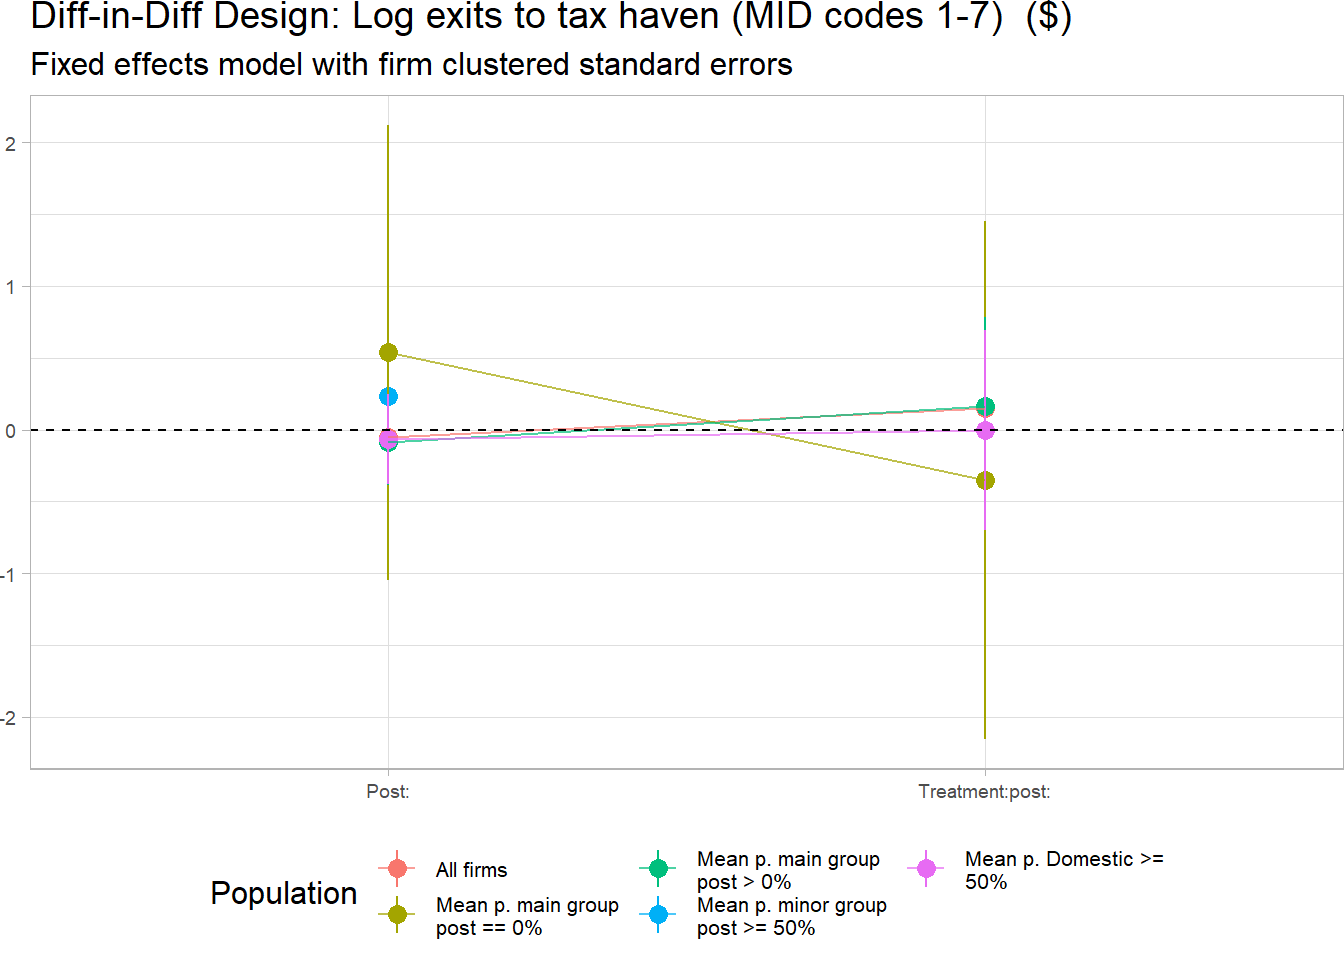 Diff-in-Diff Design: Log exits to tax haven (MID codes 1-7)  ($)
Fixed effects model with firm clustered standard errors
2
1
0
-1
-2
Post:
Treatment:post:
Population
All firms
Mean p. main group
post == 0%
Mean p. main group
post > 0%
Mean p. minor group
post >= 50%
Mean p. Domestic >=
50%